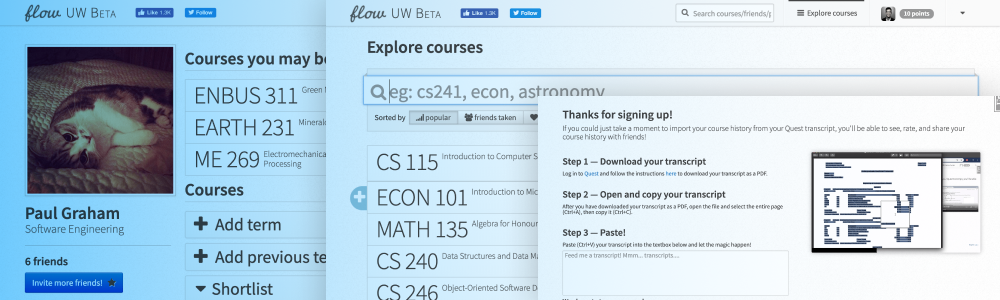 flow UW BETA Like 1.3K Follow
Courses you may be
ENBUS 311 Green
EARTH 231
ME 269 Electromechanica
Processing
Courses
Add term
Add previous te
Shortlist
Paul Graham
Software Engineering
6 friends
Invite more friends!
flow UW BETA Like 1.3K Follow
Search courses/friends/p
Explore courses
10 points
Explore courses
eg: cs241, econ, astronomy
Sorted by popular friends taken
CS 115 Introduction to Computer S
ECON 101 Introduction to Mic
MATH 135 Algebra for Honour
CS 240 Data Structures and Data Ma
CS 246 Object-Oriented Software D
Thanks for signing up!
If you could just take a moment to import your course history from your Quest transcript, you'll be able to see, rate, and share your
course history with friends!
Step 1 — Download your transcript
Log in to Quest and follow the instructions here to download your transcript as a PDF.
Step 2 — Open and copy your transcript
After you have downloaded your transcript as a PDF, open the file and select the entire page
(Ctrl+A), then copy it (Ctrl+C).
Step 3 — Paste!
Paste (Ctrl+V) your transcript into the textbox below and let the magic happen!
Feed me a transcript! Mmm... transcripts....